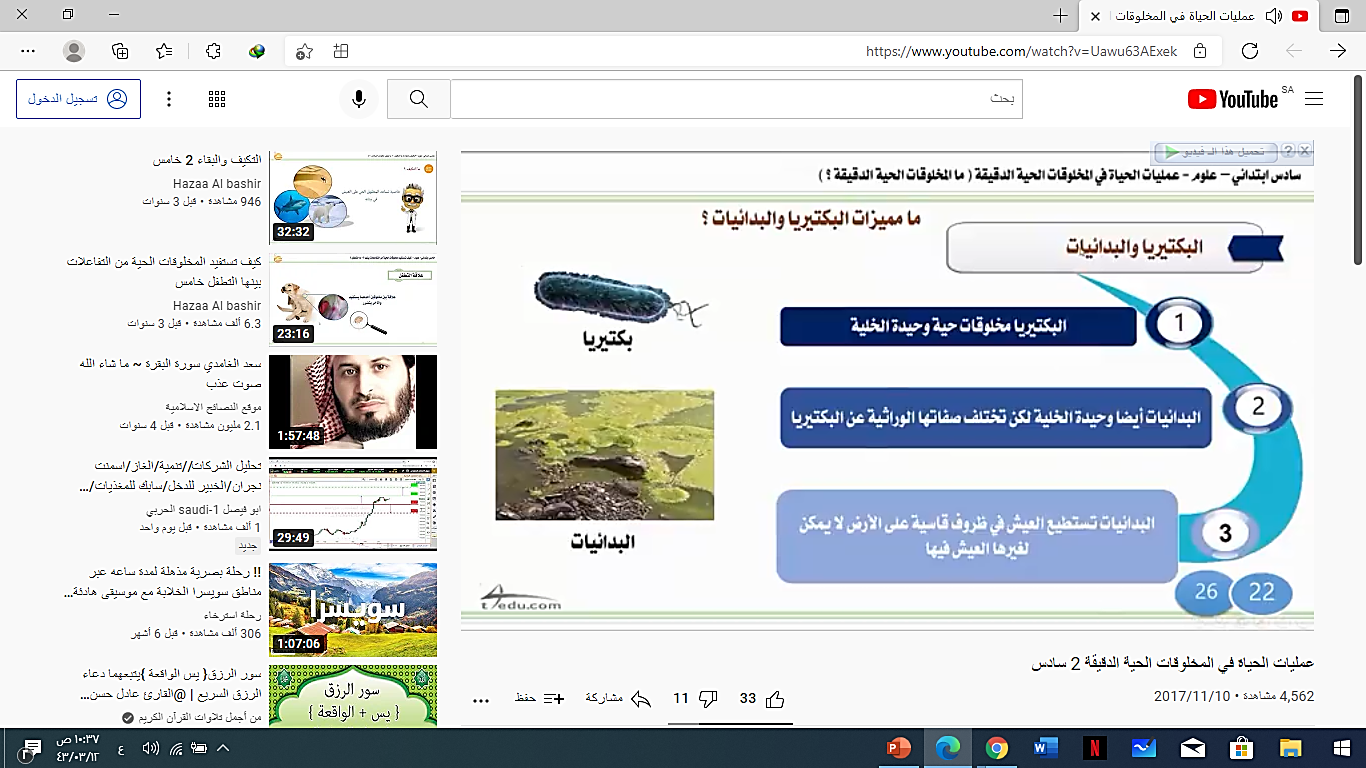 عمليات الحياة في المخلوقات
https://www.youtube.com/watch?v=Uawu63AExek
YouTube SA
بحث
تسجيل الدخول
تحميل هذا الـ فيديو
سادس ابتدائي – علوم - عمليات الحياة في المخلوقات الحية الدقيقة ( ما المخلوقات الحية الدقيقة ؟ )
ما مميزات البكتيريا والبدائيات ؟
البكتيريا والبدائيات
1
البكتيريا مخلوقات حية وحيدة الخلية
بكتيريا
2
البدائيات أيضا وحيدة الخلية لكن تختلف صفاتها الوراثية عن البكتيريا
3
البدائيات تستطيع العيش في ظروف قاسية على الأرض لا يمكن
لغيرها العيش فيها
البدائيات
22
26
t4edu.com
عمليات الحياة في المخلوقات الحية الدقيقة 2 سادس
4,562 مشاهدة • 2017/11/10
33
11
مشاركة
حفظ
32:32
التكيف والبقاء 2 خامس
Hazaa Al bashir
946 مشاهدة • قبل 3 سنوات
علاقة التطفل
23:16
كيف تستفيد المخلوقات الحية من التفاعلات
بينها التطفل خامس
Hazaa Al bashir
6.3 ألف مشاهدة • قبل 3 سنوات
1:57:48
سعد الغامدي سورة البقرة ~ ما شاء الله
صوت عذب
موقع النصائح الاسلامية
2.1 مليون مشاهدة • قبل 4 سنوات
29:49
تحليل الشركات//تنمية/الغاز/اسمنت
نجران/الخبير للدخل/سابك للمغذيات/...
ابو فيصل saudi-1 الحربي
1 ألف مشاهدة • قبل يوم واحد
جديد
سويسرا
1:07:06
!! رحلة بصرية مذهلة لمدة ساعه عبر
مناطق سويسرا الخلابة مع موسيقى هادئة...
رحلة استرخاء
306 ألف مشاهدة • قبل 6 أشهر
سور الرزق
{ يس + الواقعة }
سور الرزق{ يس الواقعة }يتبعهما دعاء
الرزق السريع | @القارئ عادل حسن...
من أجمل تلاوات القرآن الكريم
ع
١٠:٣٧ ص
٤٣/٠٣/١٢